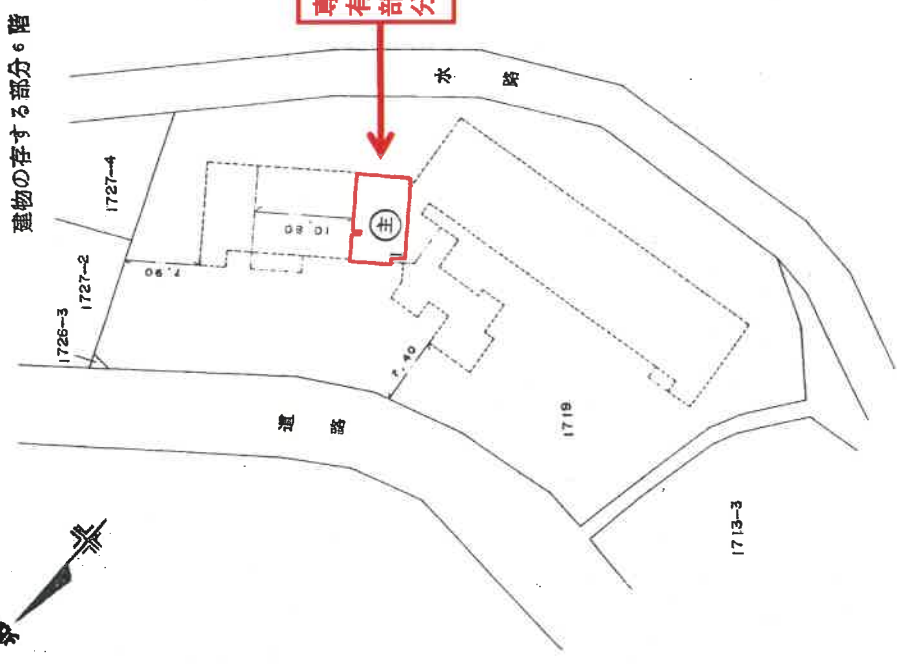 建物の存する部分6階
専有部分
水路
1727-4
1727-2
1726-3
7.90
10.80
主
7.40
道路
1719
1713-3
北